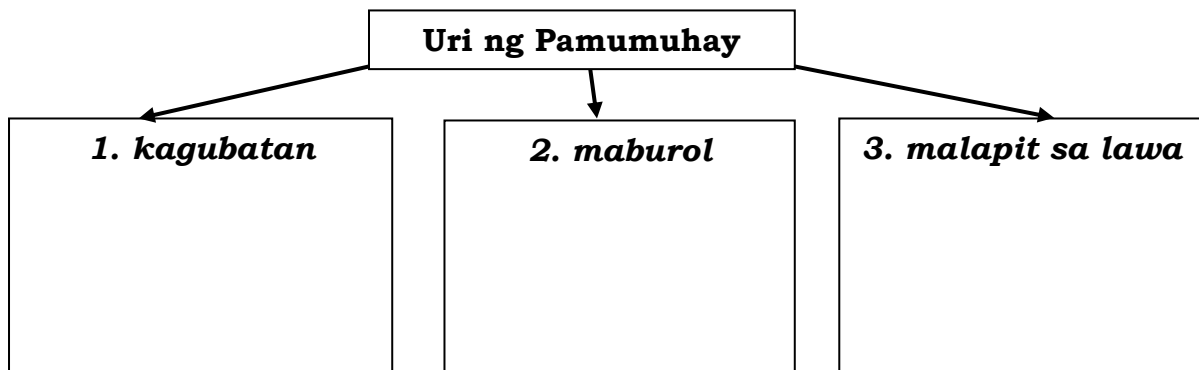 Uri ng Pamumuhay
1. kagubatan
2. maburol
3. malapit sa lawa